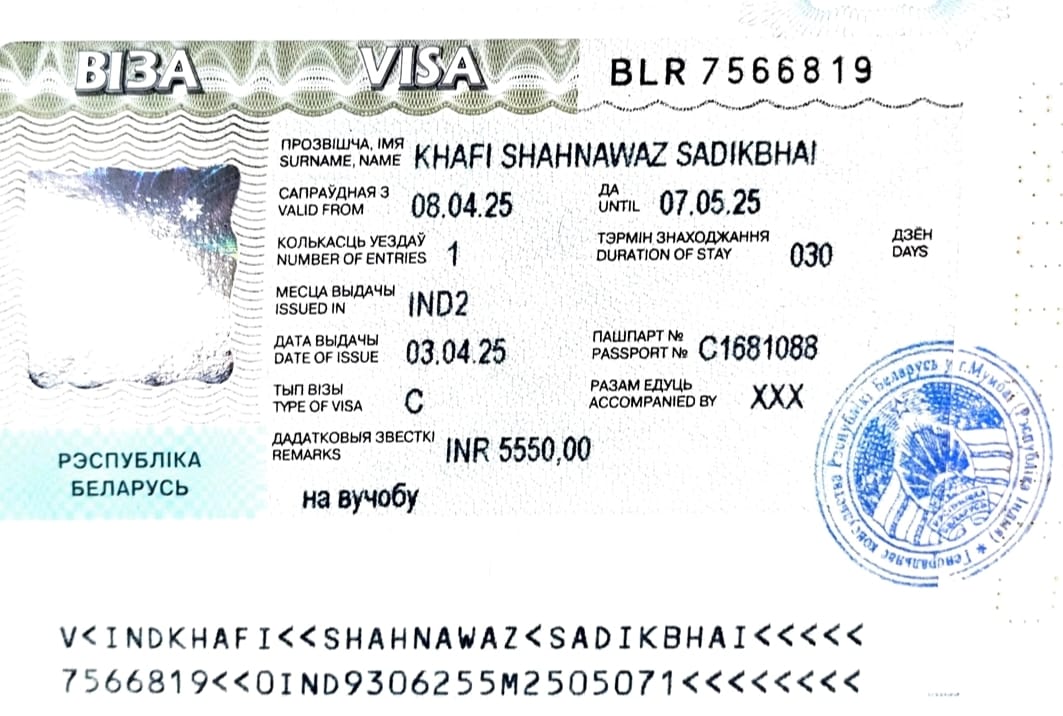 ВІЗА VISA BLR 7566819
ПРОЗВІШЧА, ІМЯ
SURNAME, NAME KHAFI SHAHNAWAZ SADIKBHAI
САПРАЎДНАЯ З ДА
VALID FROM 08.04.25 UNTIL 07.05.25
КОЛЬКАСЦЬ УЕЗДАЎ ТЭРМІН ЗНАХОДЖАННЯ ДЗЁН
NUMBER OF ENTRIES 1 DURATION OF STAY 030 DAYS
МЕСЦА ВЫДАЧЫ
ISSUED IN IND2
ДАТА ВЫДАЧЫ ПАШПАРТ №
DATE OF ISSUE 03.04.25 PASSPORT № C1681088
ТЫП ВІЗЫ РАЗАМ ЕДУЦЬ
TYPE OF VISA C ACCOMPANIED BY XXX
ДАДАТКОВЫЯ ЗВЕСТКІ
REMARKS INR 5550,00
на вучобу
РЭСПУБЛІКА
БЕЛАРУСЬ
Генеральнае консульства Рэспублікі Беларусь у г.Мумбаі (Рэспубліка Індыя)
V<INDKHAFI<<SHAHNAWAZ<SADIKBHAI<<<<<
7566819<<0IND9306255M2505071<<<<<<<<